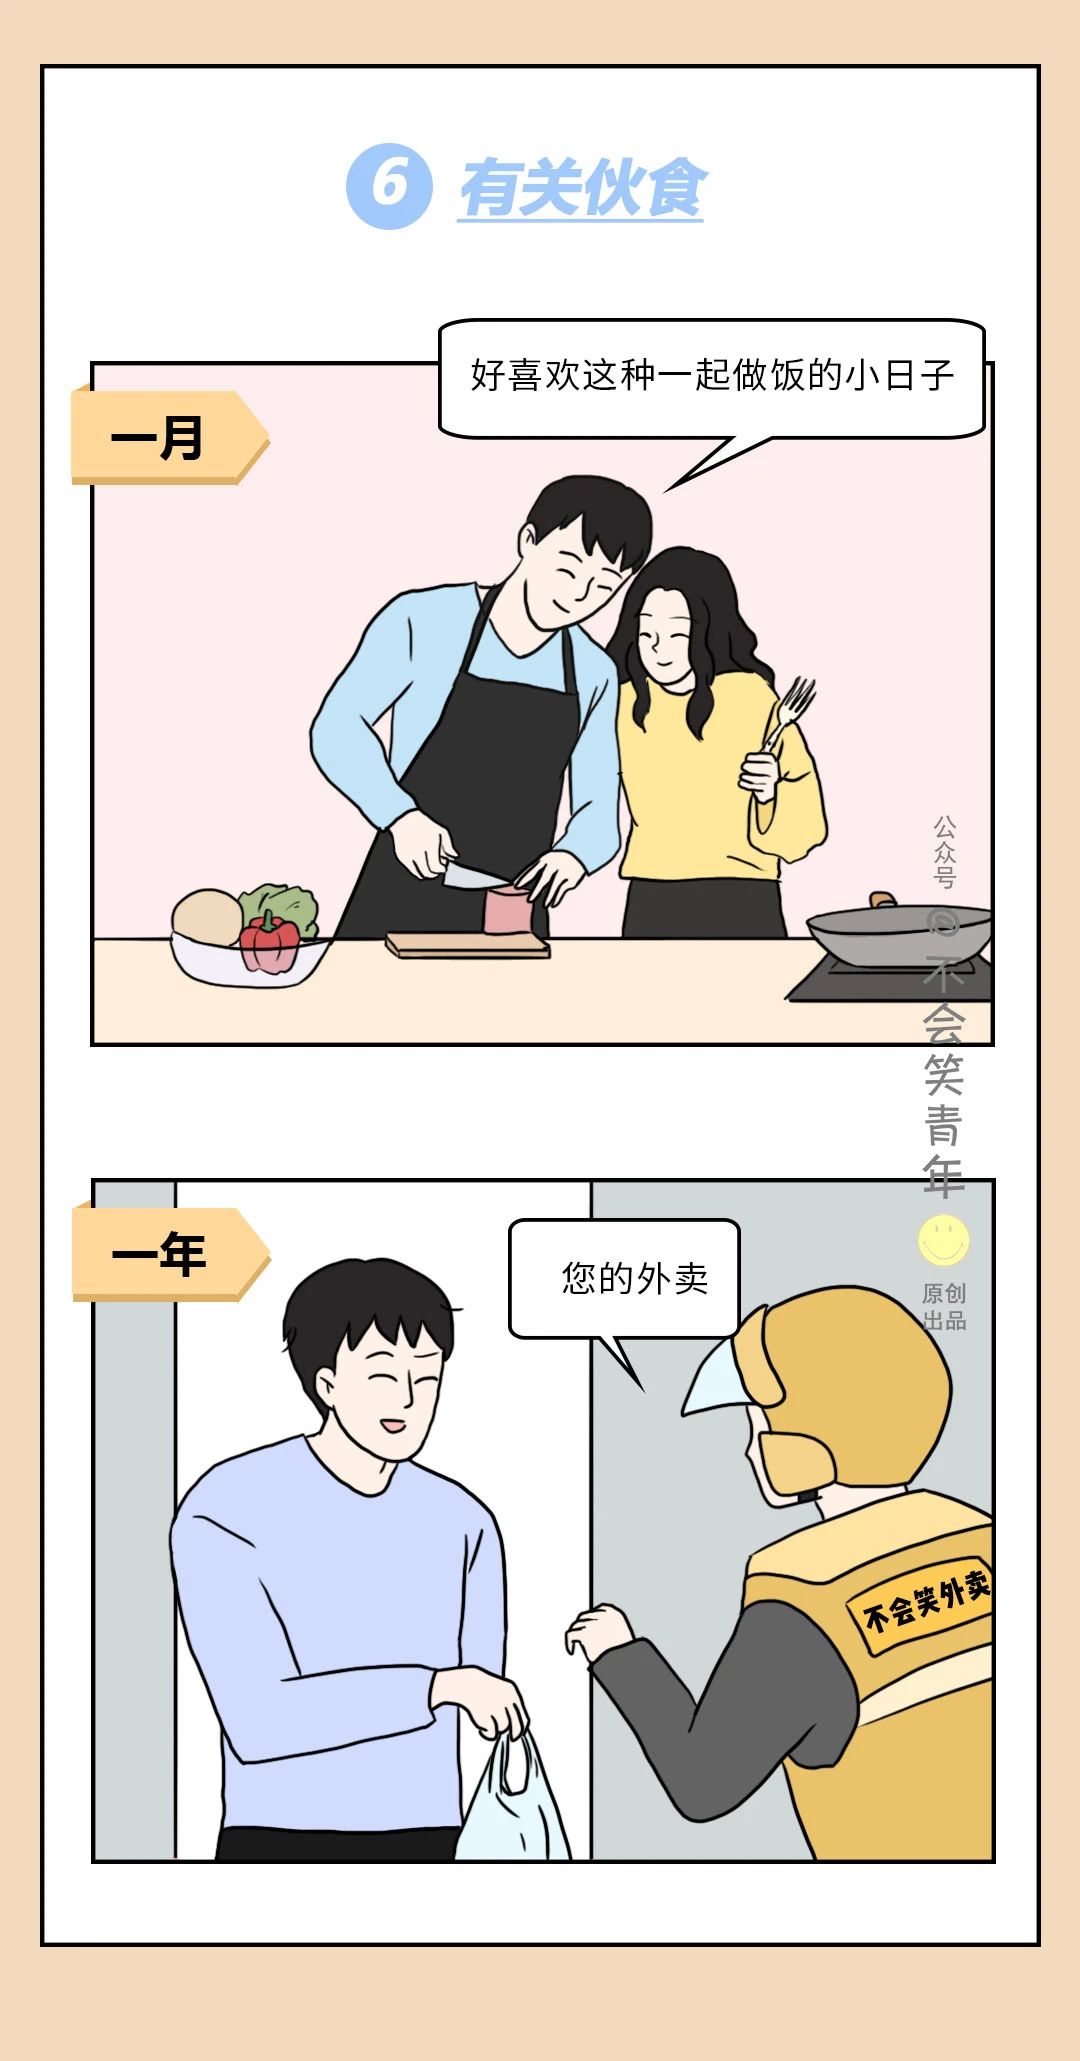 6 有关伙食
好喜欢这种一起做饭的小日子
一月
公众号
@不会笑青年
一年
您的外卖
原创
出品
不会笑外卖